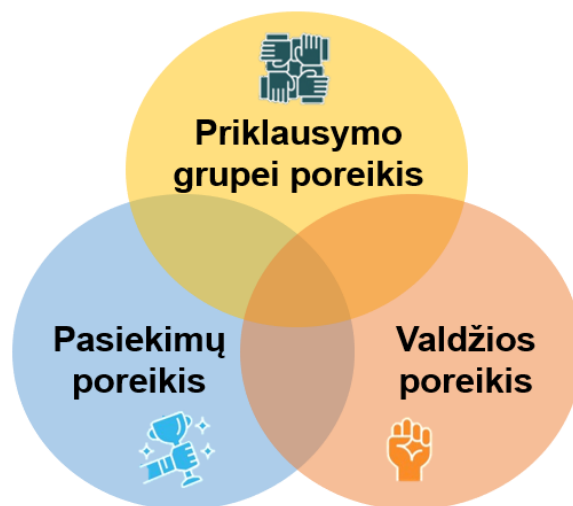 Priklausymo
grupei poreikis
Pasiekimų
poreikis
Valdžios
poreikis